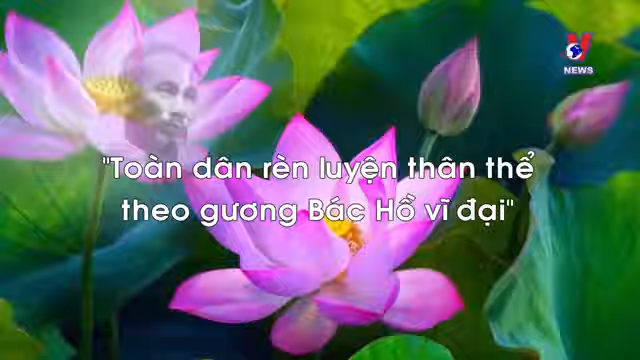 NEWS
"Toàn dân rèn luyện thân thể
theo gương Bác Hồ vĩ đại"